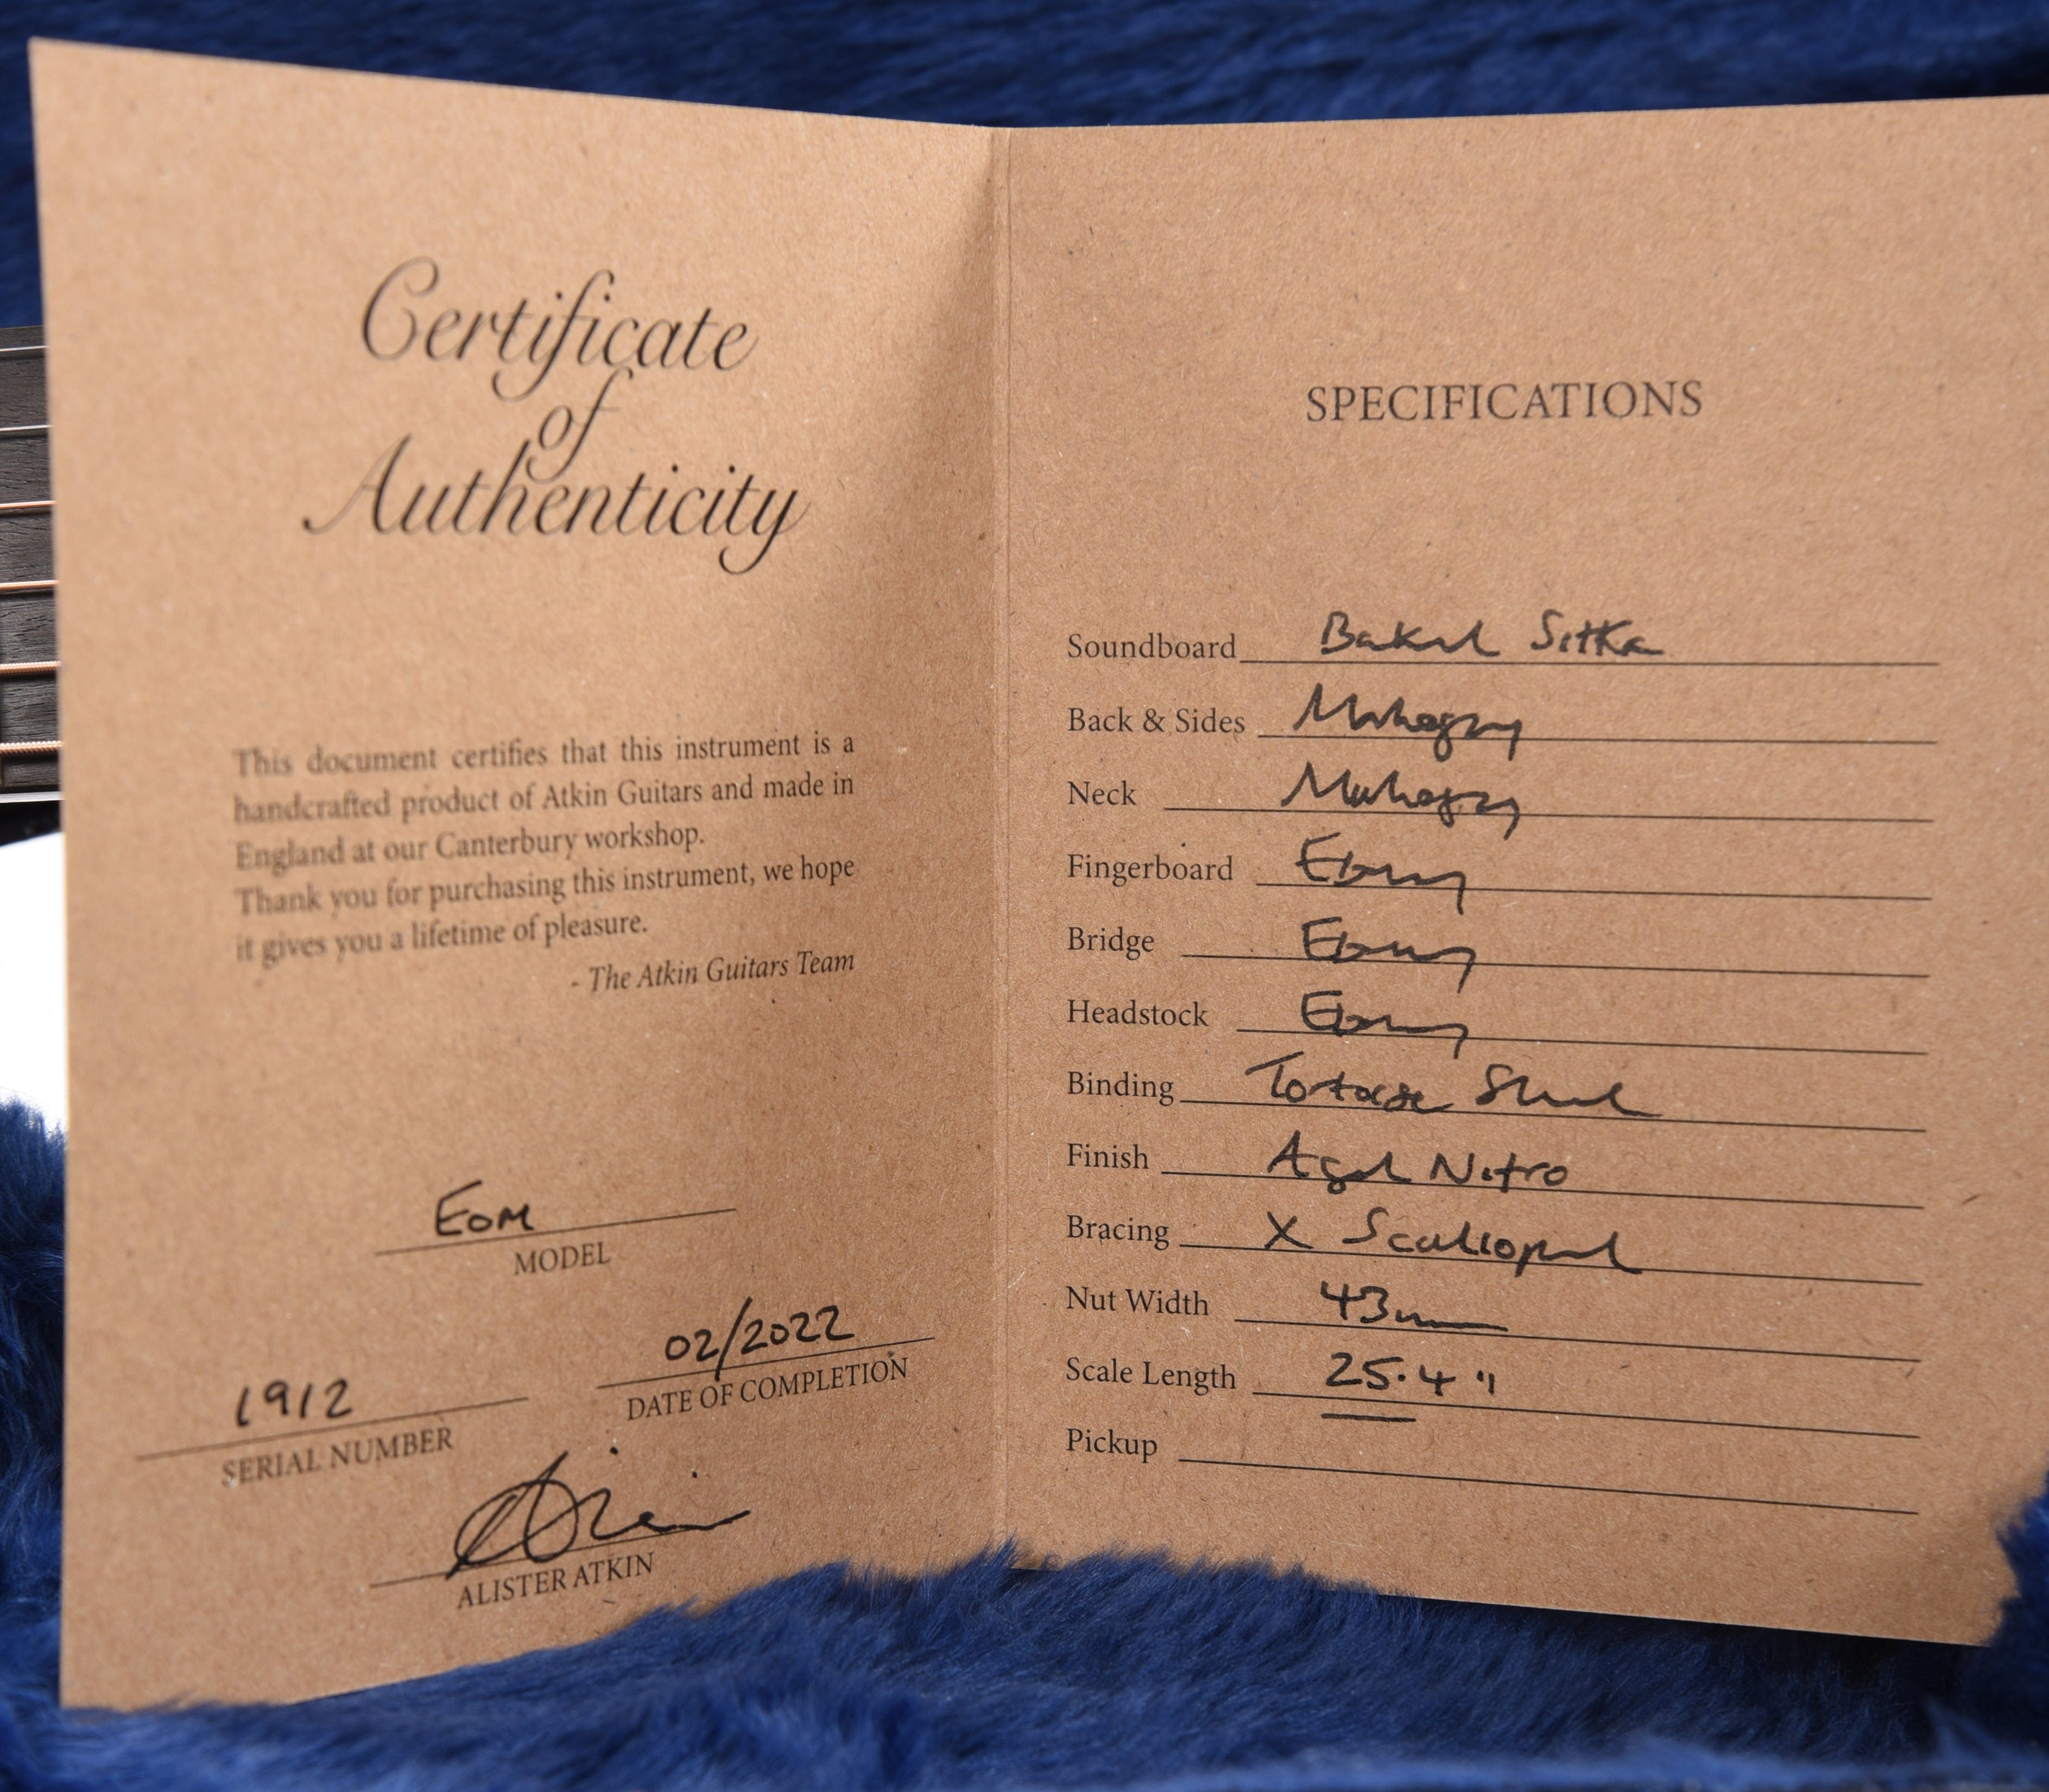 Certificate
of
Authenticity
This document certifies that this instrument is a
handcrafted product of Atkin Guitars and made in
England at our Canterbury workshop.
Thank you for purchasing this instrument, we hope
it gives you a lifetime of pleasure.
- The Atkin Guitars Team
Eom
MODEL
1912
SERIAL NUMBER
02/2022
DATE OF COMPLETION
ALISTER ATKIN
SPECIFICATIONS
Soundboard Baked Sitka
Back & Sides Mahogany
Neck Mahogany
Fingerboard Ebony
Bridge Ebony
Headstock Ebony
Binding Tortoise Shell
Finish Aged Nitro
Bracing X Scalloped
Nut Width 43mm
Scale Length 25.4"
Pickup